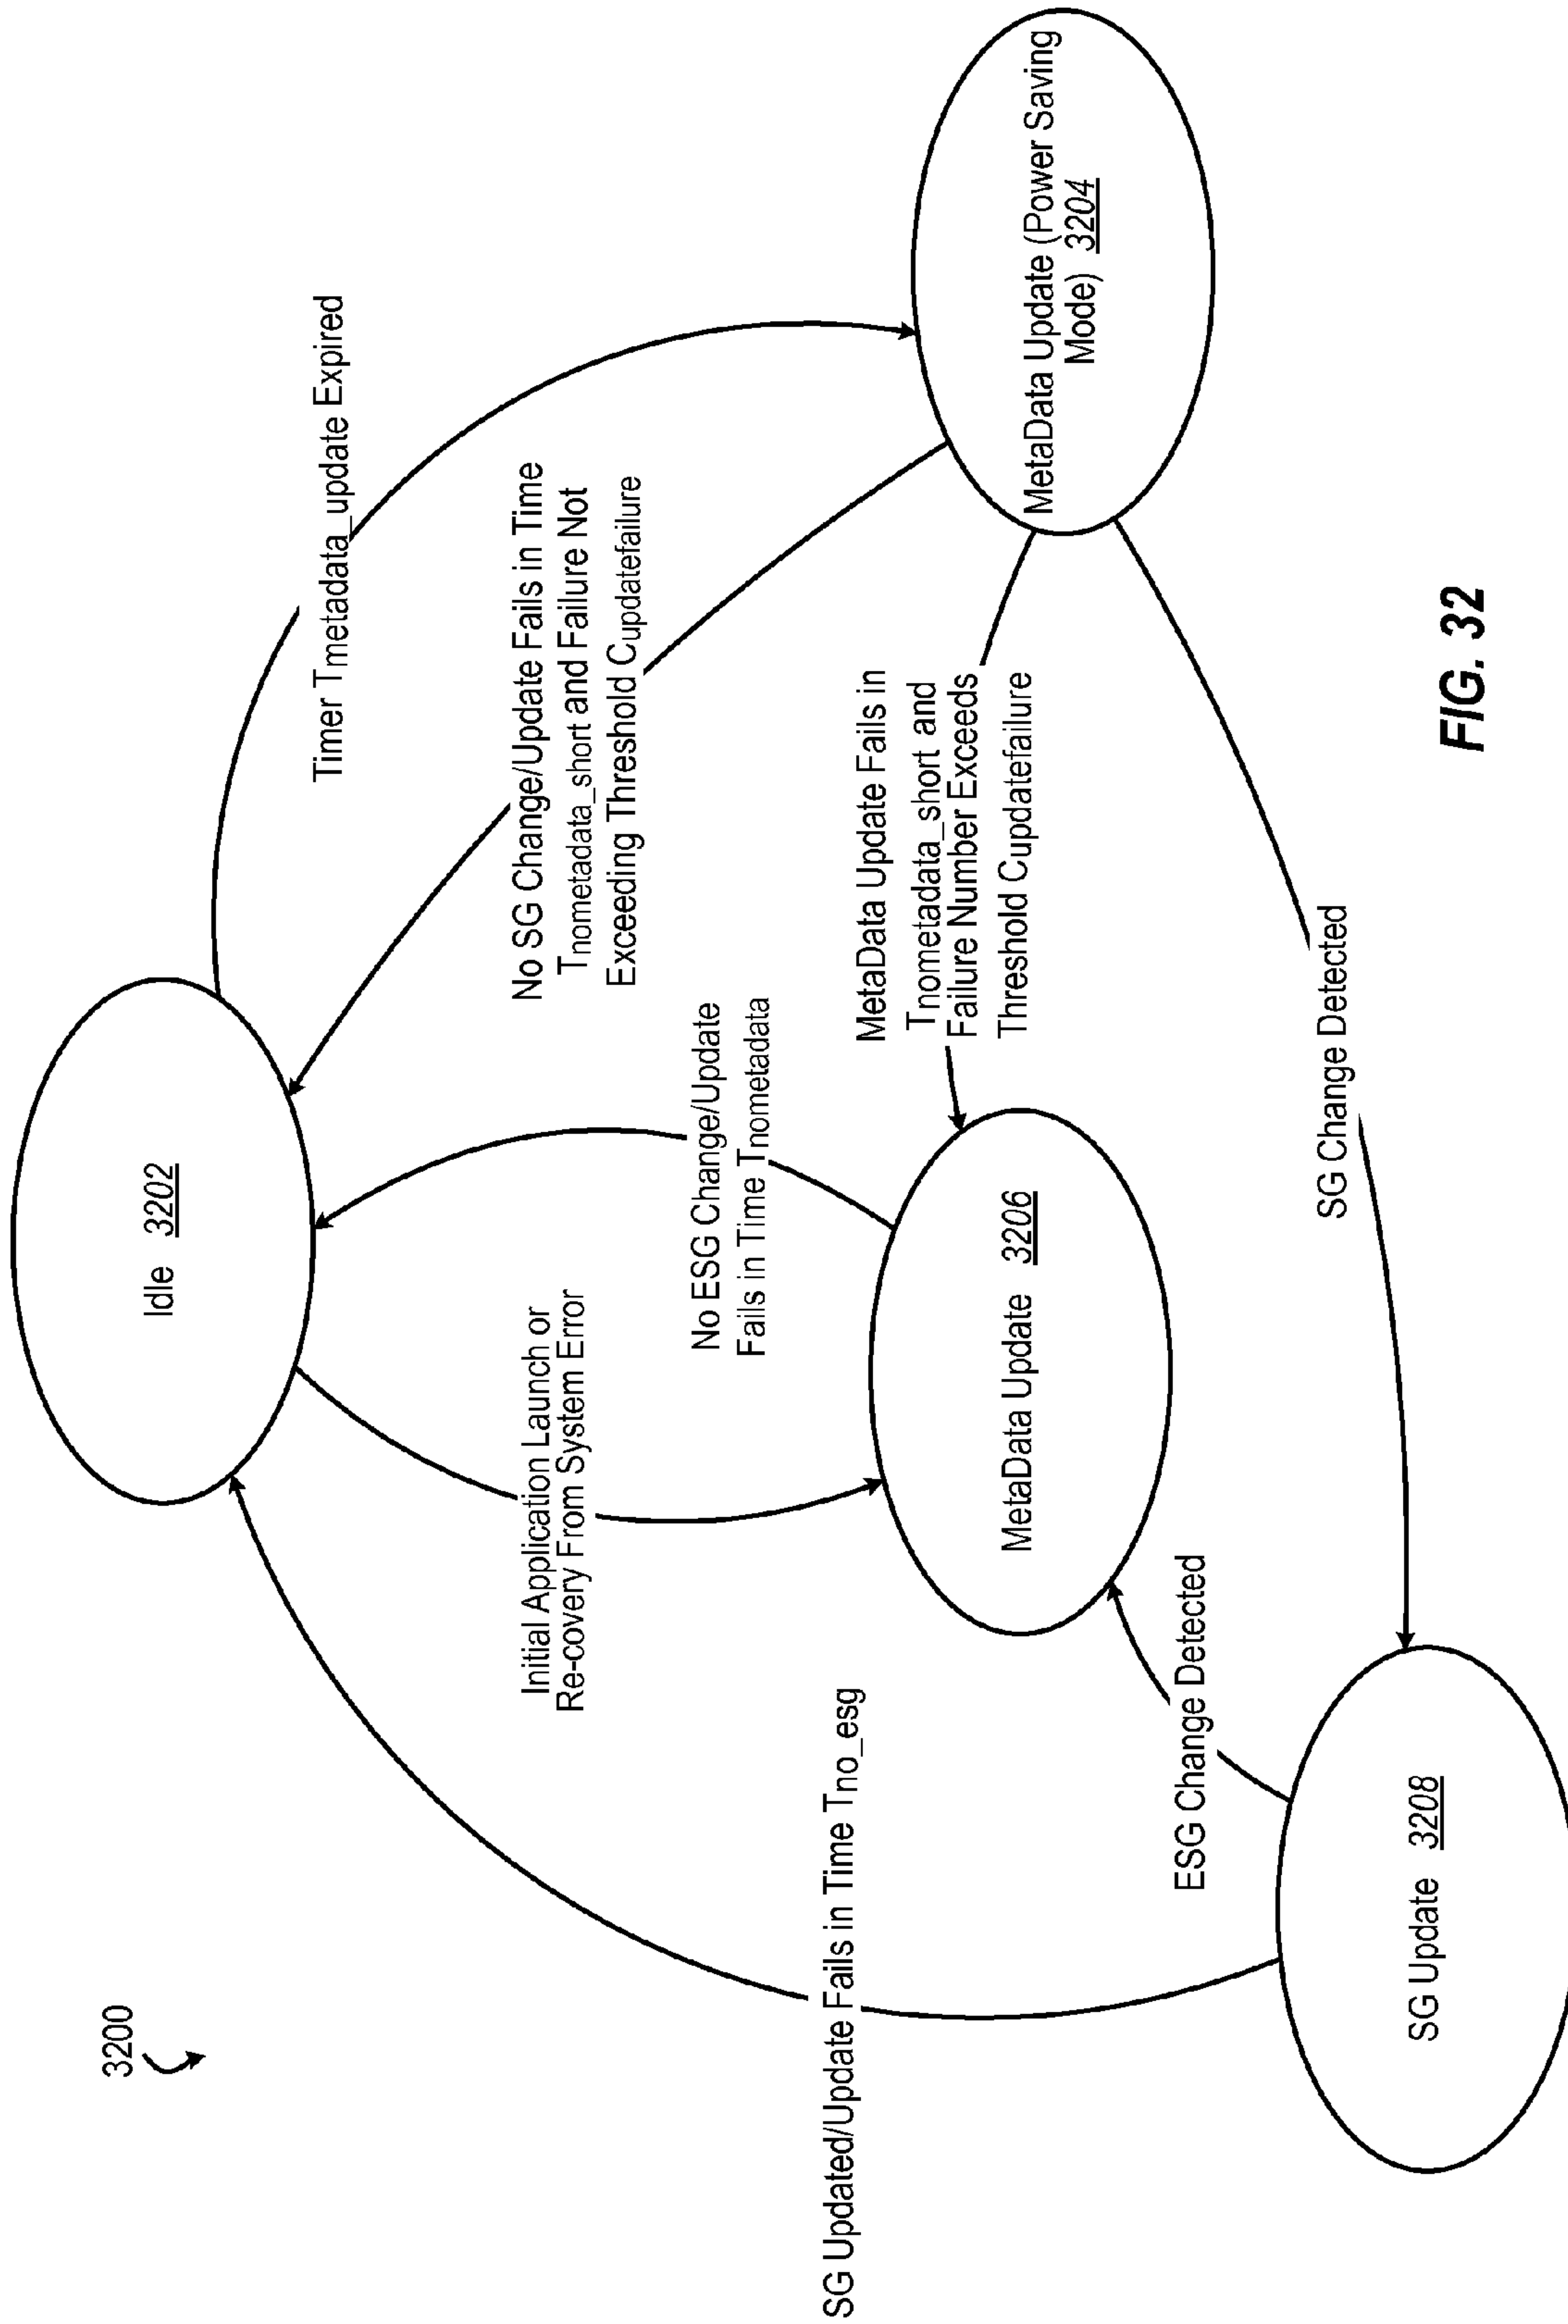 3200
Idle 3202
Timer Tmetadata_update Expired
No SG Change/Update Fails in Time
Tnometadata_short and Failure Not
Exceeding Threshold Cupdatefailure
Initial Application Launch or
Re-covery From System Error
No ESG Change/Update
Fails in Time Tnometadata
SG Updated/Update Fails in Time Tno_esg
MetaData Update Fails in
Tnometadata_short and
Failure Number Exceeds
Threshold Cupdatefailure
MetaData Update 3206
MetaData Update (Power Saving
Mode) 3204
ESG Change Detected
SG Change Detected
SG Update 3208
FIG. 32